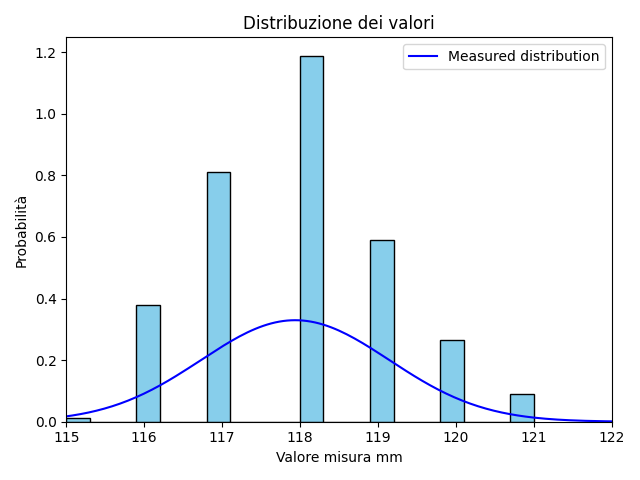 Distribuzione dei valori
Measured distribution
Probabilità
1.2
1.0
0.8
0.6
0.4
0.2
0.0
115 116 117 118 119 120 121 122
Valore misura mm